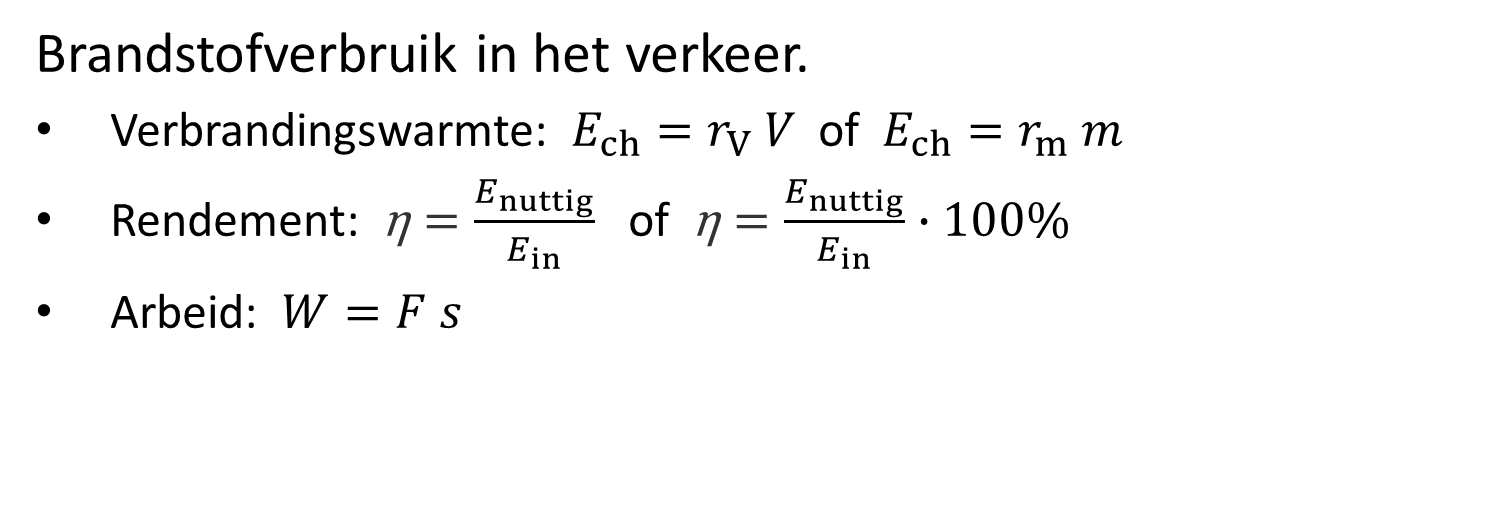 Brandstofverbruik in het verkeer.
• Verbrandingswarmte: E_ch = r_V V of E_ch = r_m m
• Rendement: η = E_nuttig / E_in of η = E_nuttig / E_in · 100%
• Arbeid: W = F s